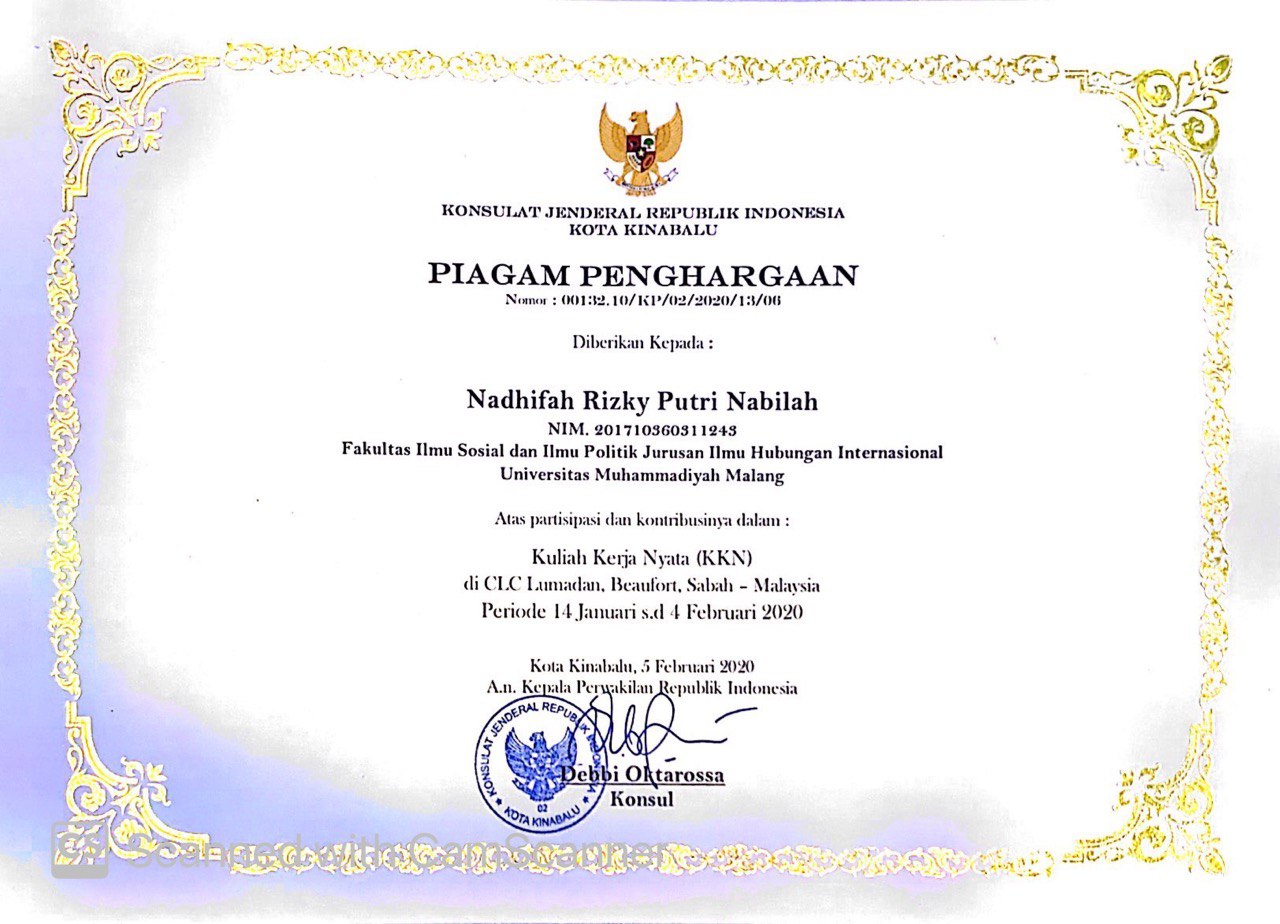 KONSULAT JENDERAL REPUBLIK INDONESIA
KOTA KINABALU
PIAGAM PENGHARGAAN
Nomor : 00132.10/KP/02/2020/13/06
Diberikan Kepada :
Nadhifah Rizky Putri Nabilah
NIM. 201710360311243
Fakultas Ilmu Sosial dan Ilmu Politik Jurusan Ilmu Hubungan Internasional
Universitas Muhammadiyah Malang
Atas partisipasi dan kontribusinya dalam :
Kuliah Kerja Nyata (KKN)
di CLC Lumadan, Beaufort, Sabah – Malaysia
Periode 14 Januari s.d 4 Februari 2020
Kota Kinabalu, 5 Februari 2020
A.n. Kepala Perwakilan Republik Indonesia
KONSULAT JENDERAL REPUBLIK INDONESIA
02
KOTA KINABALU
Debbi Oktarossa
Konsul
CS Scanned with CamScanner